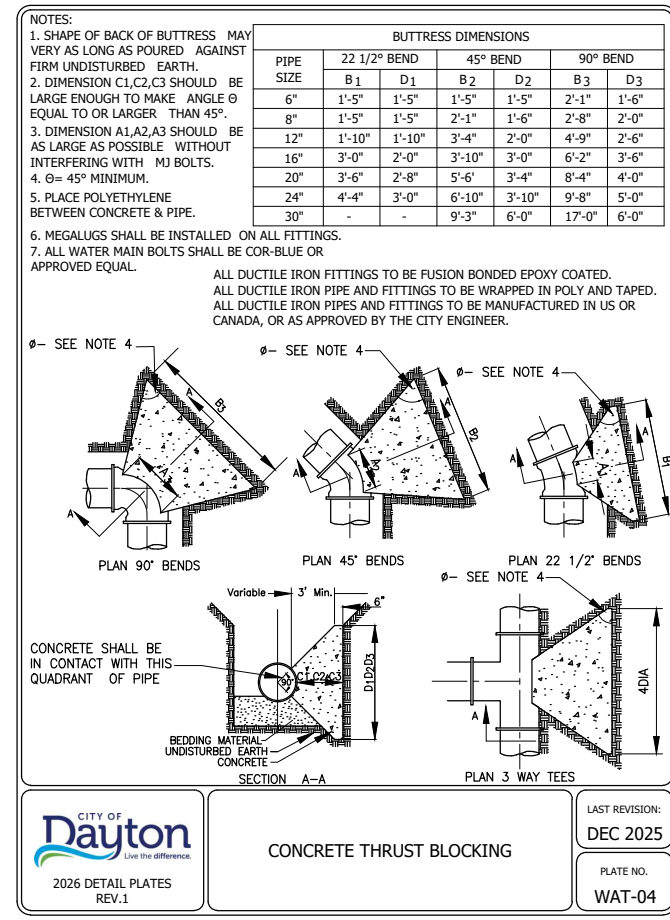 NOTES:
1. SHAPE OF BACK OF BUTTRESS MAY
VERY AS LONG AS POURED AGAINST
FIRM UNDISTURBED EARTH.
2. DIMENSION C1,C2,C3 SHOULD BE
LARGE ENOUGH TO MAKE ANGLE Θ
EQUAL TO OR LARGER THAN 45°.
3. DIMENSION A1,A2,A3 SHOULD BE
AS LARGE AS POSSIBLE WITHOUT
INTERFERING WITH MJ BOLTS.
4. Θ= 45° MINIMUM.
5. PLACE POLYETHYLENE
BETWEEN CONCRETE & PIPE.
6. MEGALUGS SHALL BE INSTALLED ON ALL FITTINGS.
7. ALL WATER MAIN BOLTS SHALL BE COR-BLUE OR
APPROVED EQUAL.
BUTTRESS DIMENSIONS
PIPE SIZE 22 1/2° BEND 45° BEND 90° BEND
B1 D1 B2 D2 B3 D3
6" 1'-5" 1'-5" 1'-5" 1'-5" 2'-1" 1'-6"
8" 1'-5" 1'-5" 2'-1" 1'-6" 2'-8" 2'-0"
12" 1'-10" 1'-10" 3'-4" 2'-0" 4'-9" 2'-6"
16" 3'-0" 2'-0" 3'-10" 3'-0" 6'-2" 3'-6"
20" 3'-6" 2'-8" 5'-6' 3'-4" 8'-4" 4'-0"
24" 4'-4" 3'-0" 6'-10" 3'-10" 9'-8" 5'-0"
30" - - 9'-3" 6'-0" 17'-0" 6'-0"
ALL DUCTILE IRON FITTINGS TO BE FUSION BONDED EPOXY COATED.
ALL DUCTILE IRON PIPE AND FITTINGS TO BE WRAPPED IN POLY AND TAPED.
ALL DUCTILE IRON PIPES AND FITTINGS TO BE MANUFACTURED IN US OR
CANADA, OR AS APPROVED BY THE CITY ENGINEER.
Ø– SEE NOTE 4
A
B3
A
PLAN 90° BENDS
Ø– SEE NOTE 4
A
B2
A
PLAN 45° BENDS
Ø– SEE NOTE 4
A
B1
A
PLAN 22 1/2° BENDS
Variable
3' Min.
6"
CONCRETE SHALL BE
IN CONTACT WITH THIS
QUADRANT OF PIPE
90°
C1,C2,C3
D1D2D3
BEDDING MATERIAL
UNDISTURBED EARTH
CONCRETE
SECTION A–A
Ø– SEE NOTE 4
4DIA
A
PLAN 3 WAY TEES
CITY OF
Dayton
Live the difference.
2026 DETAIL PLATES
REV.1
CONCRETE THRUST BLOCKING
LAST REVISION:
DEC 2025
PLATE NO.
WAT-04